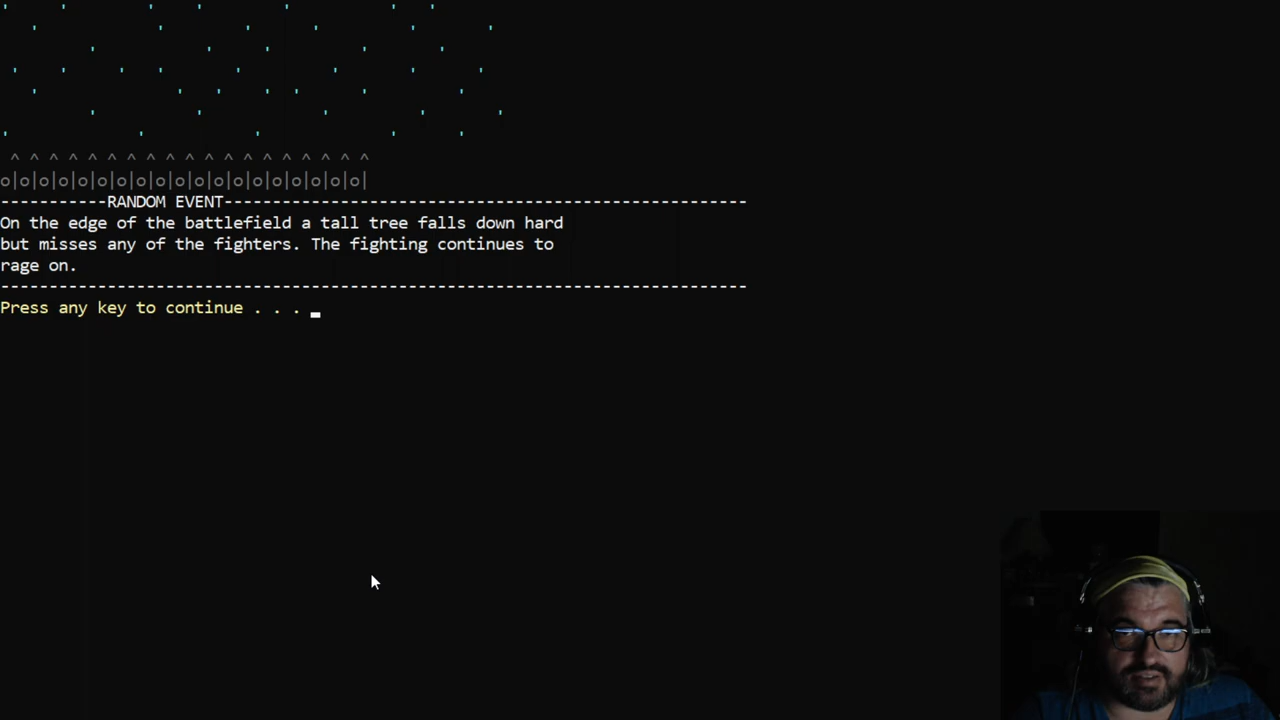 ' ' ' ' ' ' '
' ' ' ' ' '
' ' ' ' '
' ' ' ' ' ' ' '
' ' ' ' ' ' '
' ' ' ' '
' ' ' ' '
^ ^ ^ ^ ^ ^ ^ ^ ^ ^ ^ ^ ^ ^ ^ ^ ^ ^ ^
o|o|o|o|o|o|o|o|o|o|o|o|o|o|o|o|o|o|o|
-----------RANDOM EVENT------------------------------------------------------
On the edge of the battlefield a tall tree falls down hard
but misses any of the fighters. The fighting continues to
rage on.
-----------------------------------------------------------------------------
Press any key to continue . . .